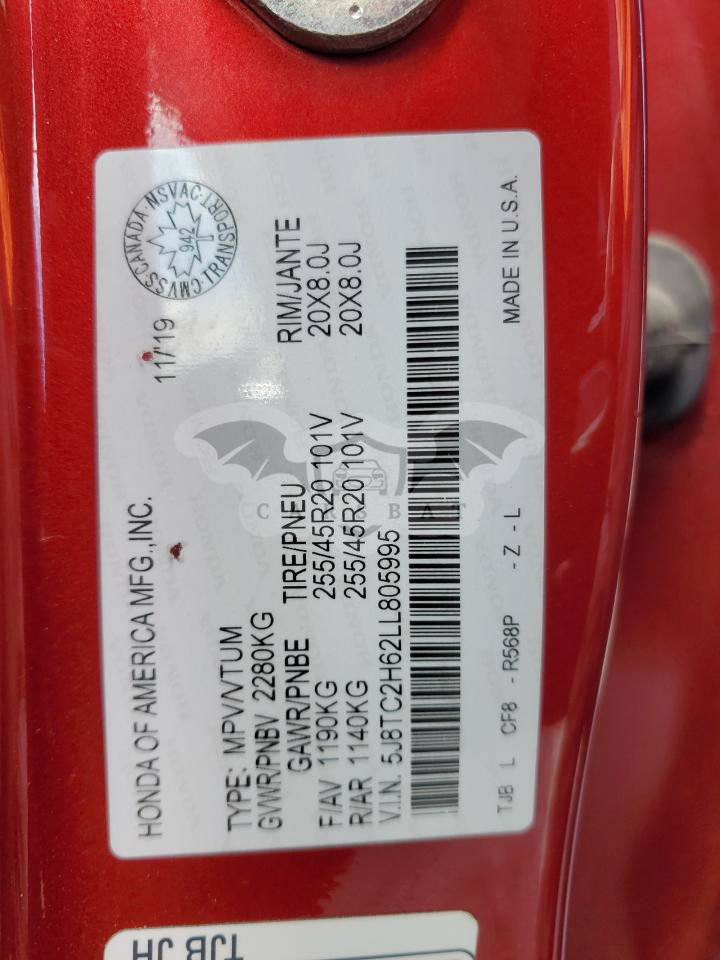 HONDA OF AMERICA MFG.,INC. 11/'19
CMVSS·CANADA·NSVAC·TRANSPORT
942
TYPE: MPV/VTUM
GVWR/PNBV 2280KG
GAWR/PNBE TIRE/PNEU RIM/JANTE
F/AV 1190KG 255/45R20 101V 20X8.0J
R/AR 1140KG 255/45R20 101V 20X8.0J
V.I.N. 5J8TC2H62LL805995
TJB L CF8 - R568P - Z - L MADE IN U.S.A.
CARBBAT
TJB JH